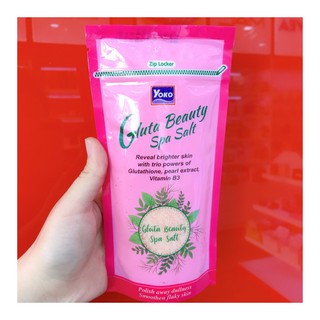 Zip Locker
YOKO
Gluta Beauty
Spa Salt
Reveal brighter skin
with trio powers of
Glutathione, pearl extract,
Vitamin B3
Gluta Beauty
Spa Salt
Polish away dullness
Smoothen flaky skin